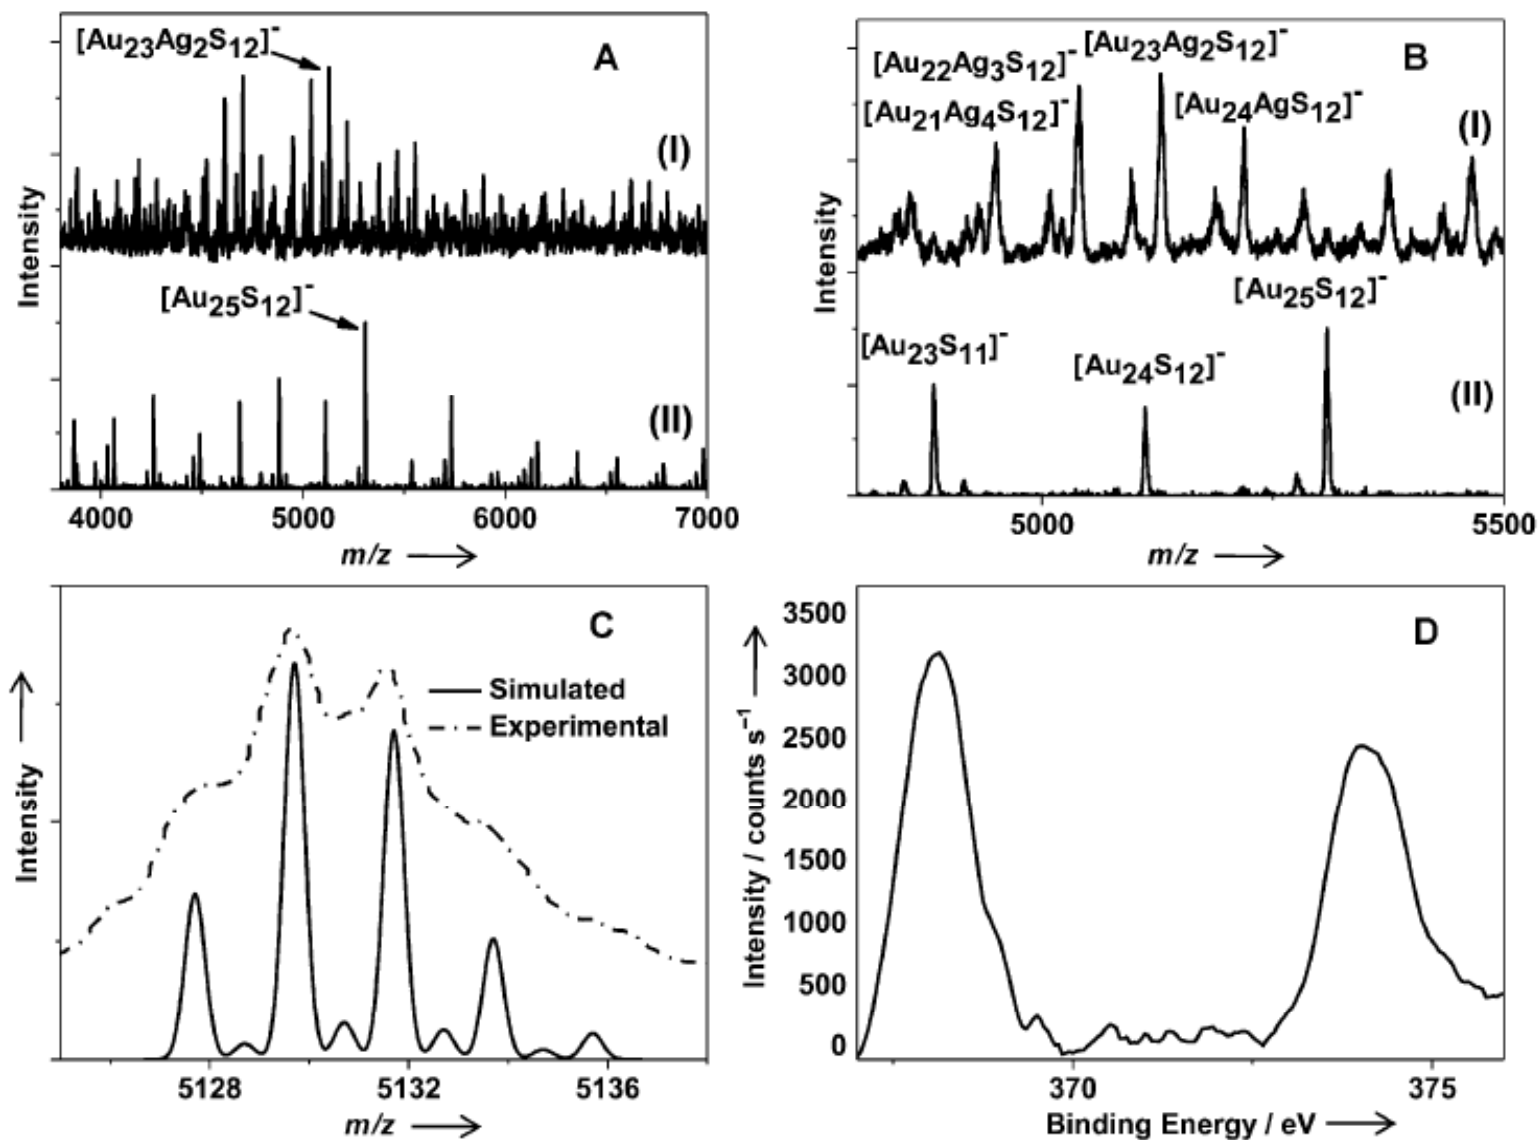 [Au₂₃Ag₂S₁₂]⁻
A
(I)
[Au₂₅S₁₂]⁻
(II)
Intensity
4000 5000 6000 7000
m/z
[Au₂₃Ag₂S₁₂]⁻
B
[Au₂₂Ag₃S₁₂]⁻
[Au₂₄AgS₁₂]⁻
[Au₂₁Ag₄S₁₂]⁻
(I)
[Au₂₅S₁₂]⁻
[Au₂₃S₁₁]⁻
[Au₂₄S₁₂]⁻
(II)
Intensity
5000 5500
m/z
C
Simulated
Experimental
Intensity
5128 5132 5136
m/z
D
3500
3000
2500
2000
1500
1000
500
0
Intensity / counts s⁻¹
370 375
Binding Energy / eV